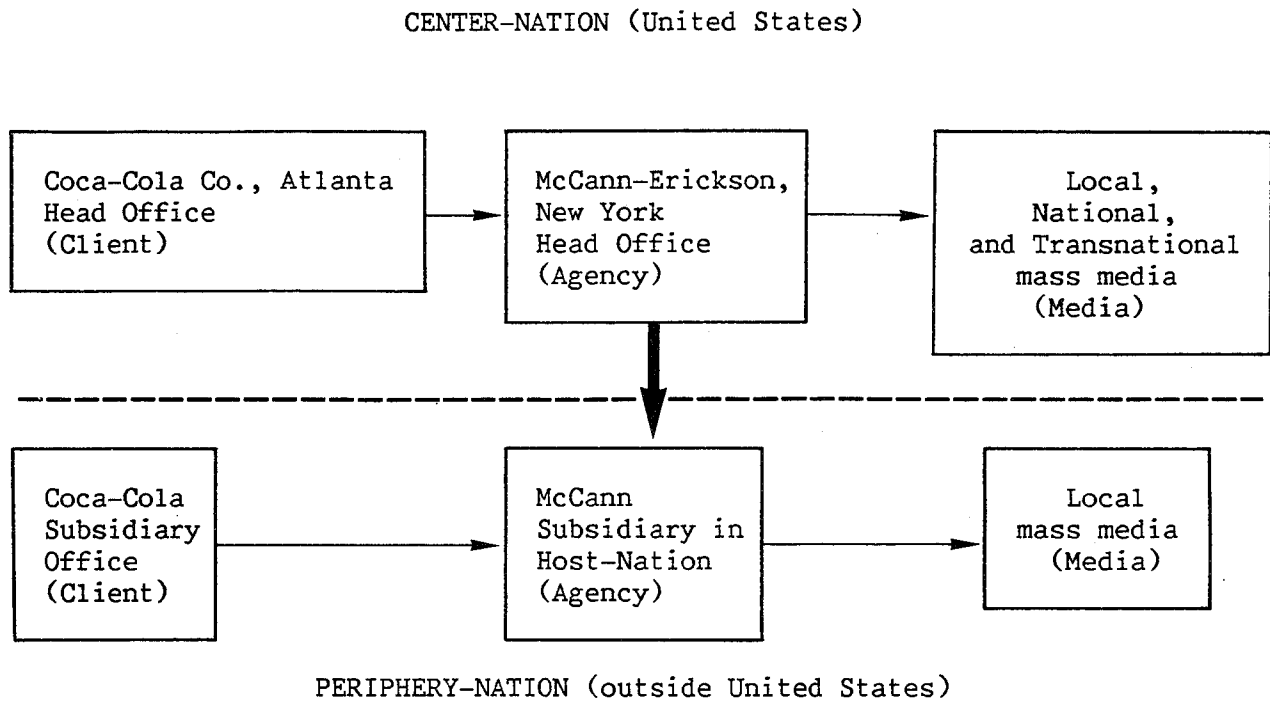 CENTER-NATION (United States)
Coca-Cola Co., Atlanta
Head Office
(Client)
McCann-Erickson,
New York
Head Office
(Agency)
Local,
National,
and Transnational
mass media
(Media)
Coca-Cola
Subsidiary
Office
(Client)
McCann
Subsidiary in
Host-Nation
(Agency)
Local
mass media
(Media)
PERIPHERY-NATION (outside United States)